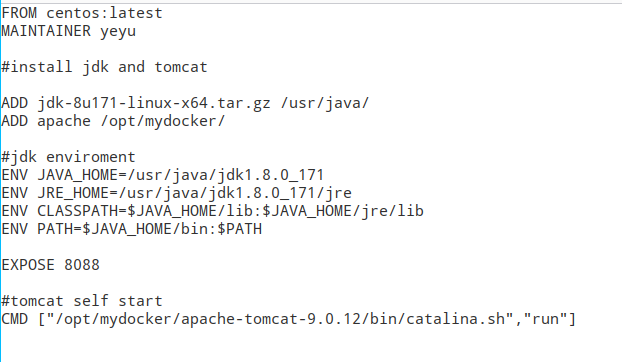 FROM centos:latest
MAINTAINER yeyu
#install jdk and tomcat
ADD jdk-8u171-linux-x64.tar.gz /usr/java/
ADD apache /opt/mydocker/
#jdk enviroment
ENV JAVA_HOME=/usr/java/jdk1.8.0_171
ENV JRE_HOME=/usr/java/jdk1.8.0_171/jre
ENV CLASSPATH=$JAVA_HOME/lib:$JAVA_HOME/jre/lib
ENV PATH=$JAVA_HOME/bin:$PATH
EXPOSE 8088
#tomcat self start
CMD ["/opt/mydocker/apache-tomcat-9.0.12/bin/catalina.sh","run"]